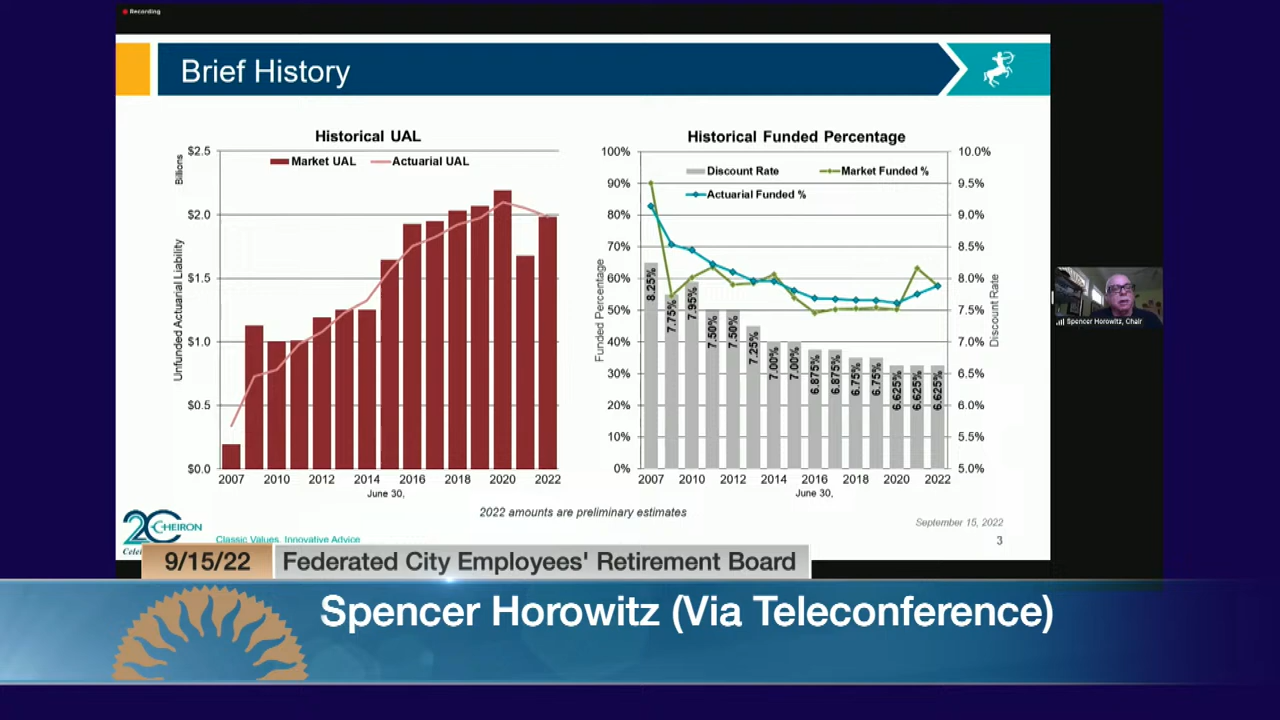 Recording
Brief History
Historical UAL
Billions
Unfunded Actuarial Liability
Market UAL
Actuarial UAL
$2.5
$2.0
$1.5
$1.0
$0.5
$0.0
2007 2010 2012 2014 2016 2018 2020 2022
June 30,
Historical Funded Percentage
Funded Percentage
Discount Rate
Market Funded %
Actuarial Funded %
100%
90%
80%
70%
60%
50%
40%
30%
20%
10%
0%
8.25%
7.75%
7.95%
7.50%
7.50%
7.25%
7.00%
7.00%
6.875%
6.875%
6.75%
6.75%
6.625%
6.625%
6.625%
10.0%
9.5%
9.0%
8.5%
8.0%
7.5%
7.0%
6.5%
6.0%
5.5%
5.0%
Discount Rate
2007 2010 2012 2014 2016 2018 2020 2022
June 30,
2022 amounts are preliminary estimates
CHEIRON
Classic Values, Innovative Advice
September 15, 2022
3
Spencer Horowitz, Chair
9/15/22
Federated City Employees' Retirement Board
Spencer Horowitz (Via Teleconference)